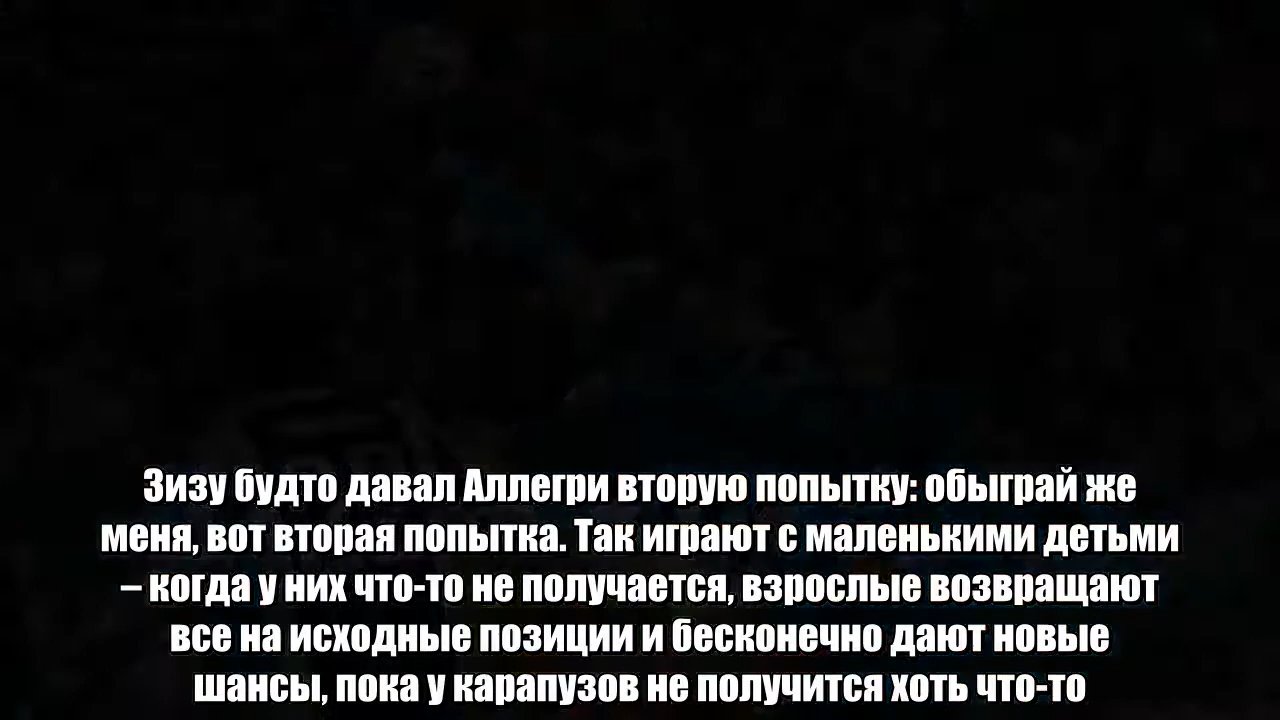 Зизу будто давал Аллегри вторую попытку: обыграй же
меня, вот вторая попытка. Так играют с маленькими детьми
– когда у них что-то не получается, взрослые возвращают
все на исходные позиции и бесконечно дают новые
шансы, пока у карапузов не получится хоть что-то